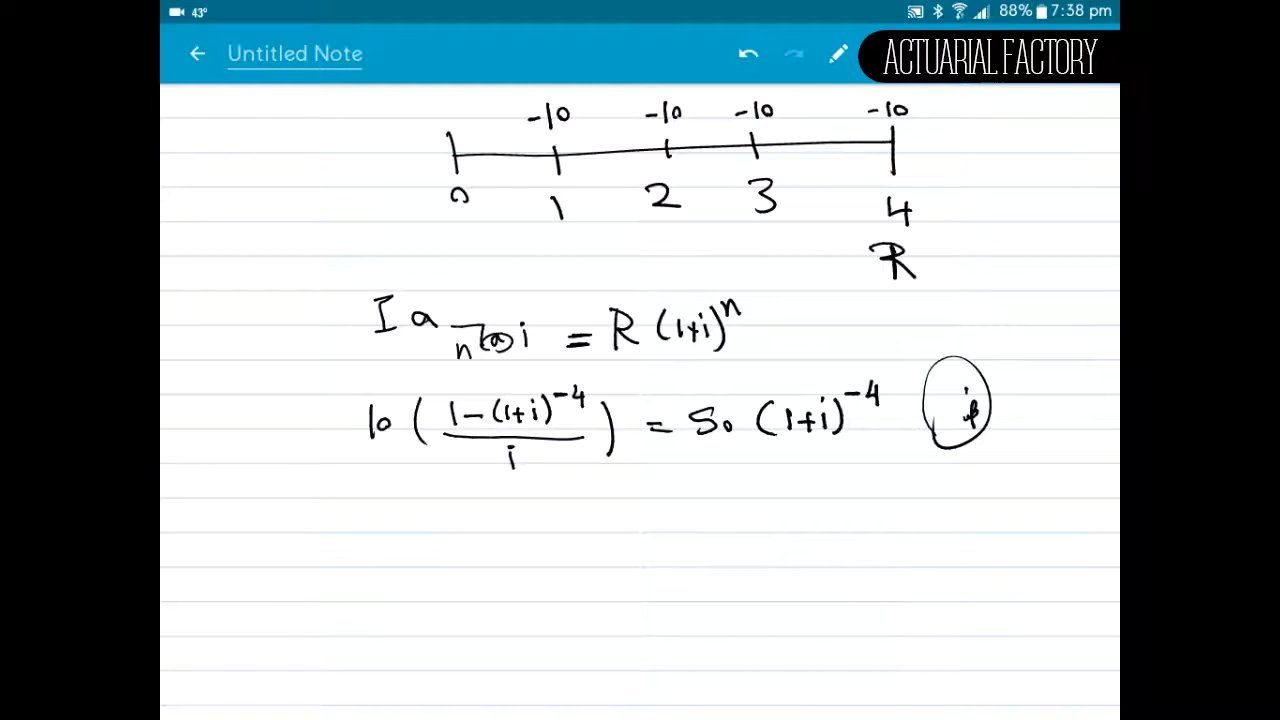 43°
88% 7:38 pm
Untitled Note
ACTUARIAL FACTORY
-10 -10 -10 -10
0 1 2 3 4
R
I a n @ i = R (1+i)^n
10 ( 1-(1+i)^-4 / i ) = 50 (1+i)^-4
i